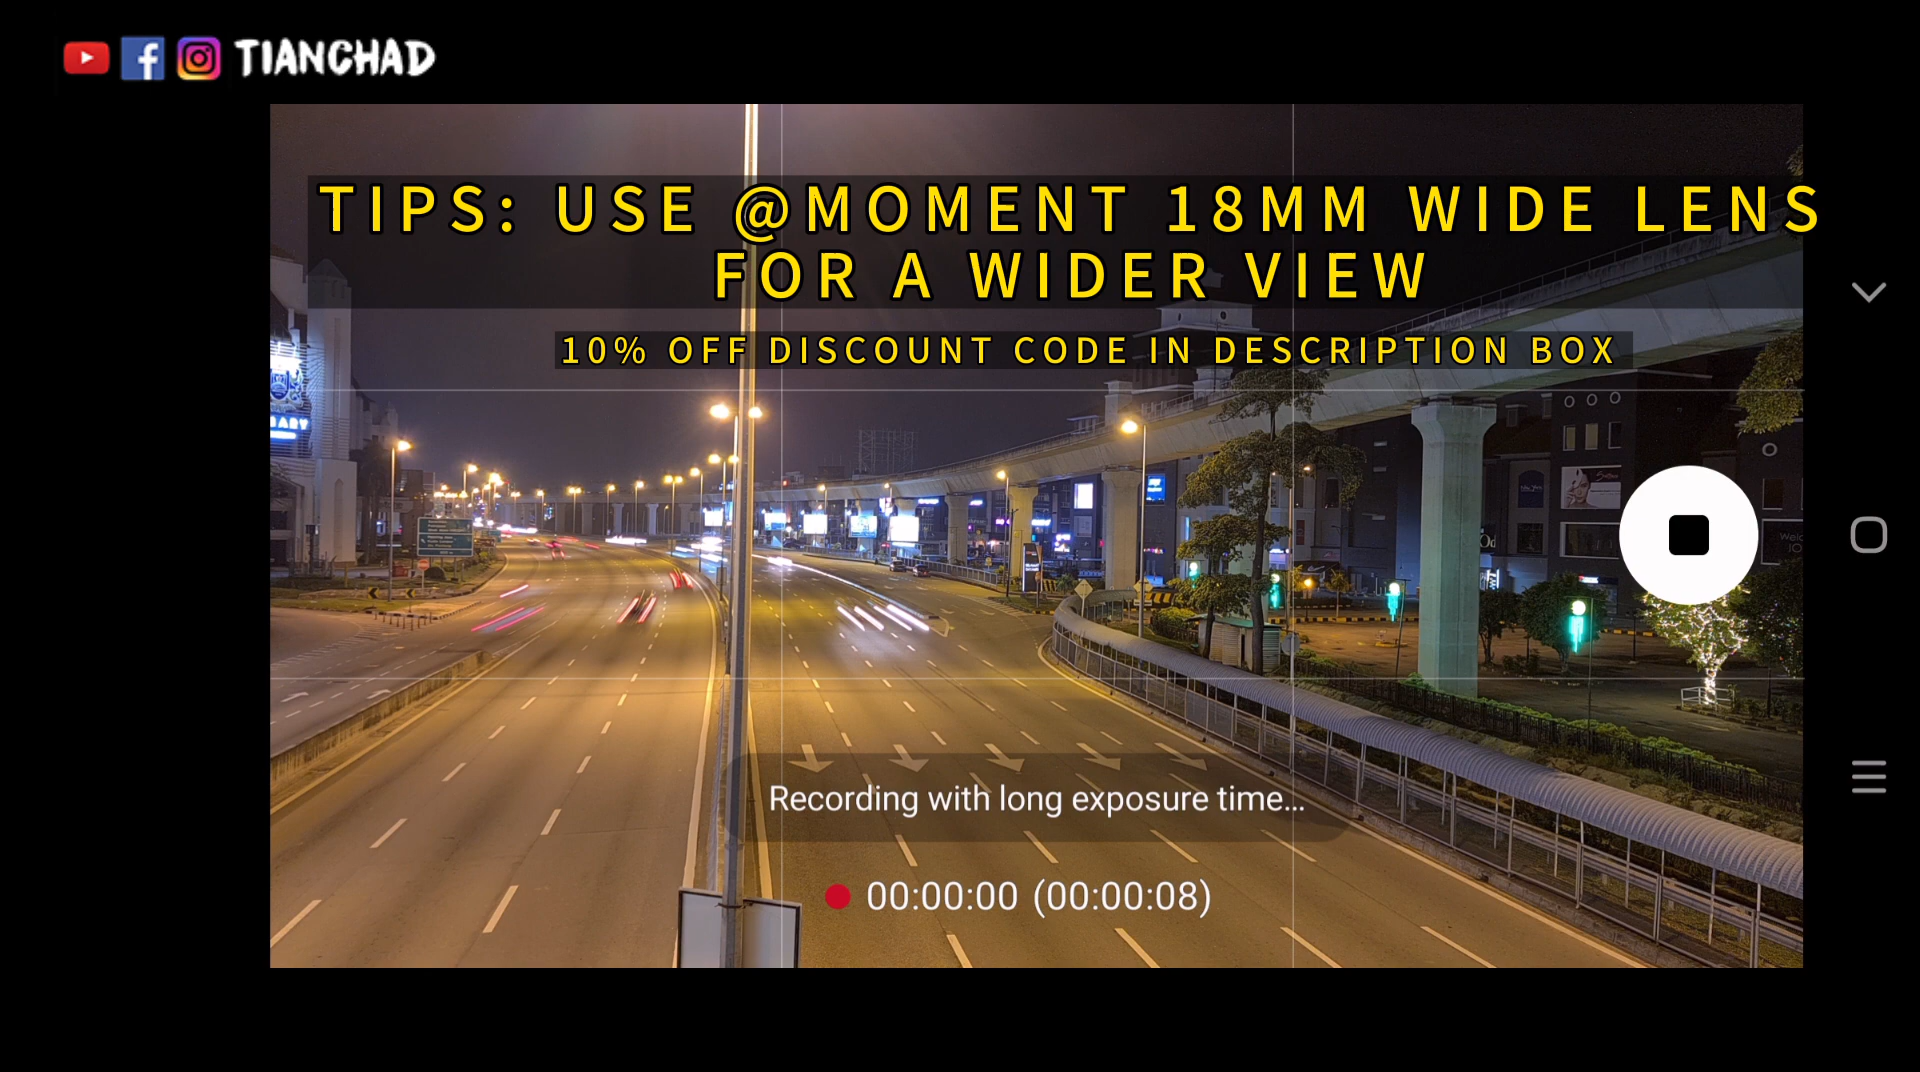 TIANCHAD
TIPS: USE @MOMENT 18MM WIDE LENS
FOR A WIDER VIEW
10% OFF DISCOUNT CODE IN DESCRIPTION BOX
Recording with long exposure time...
00:00:00 (00:00:08)